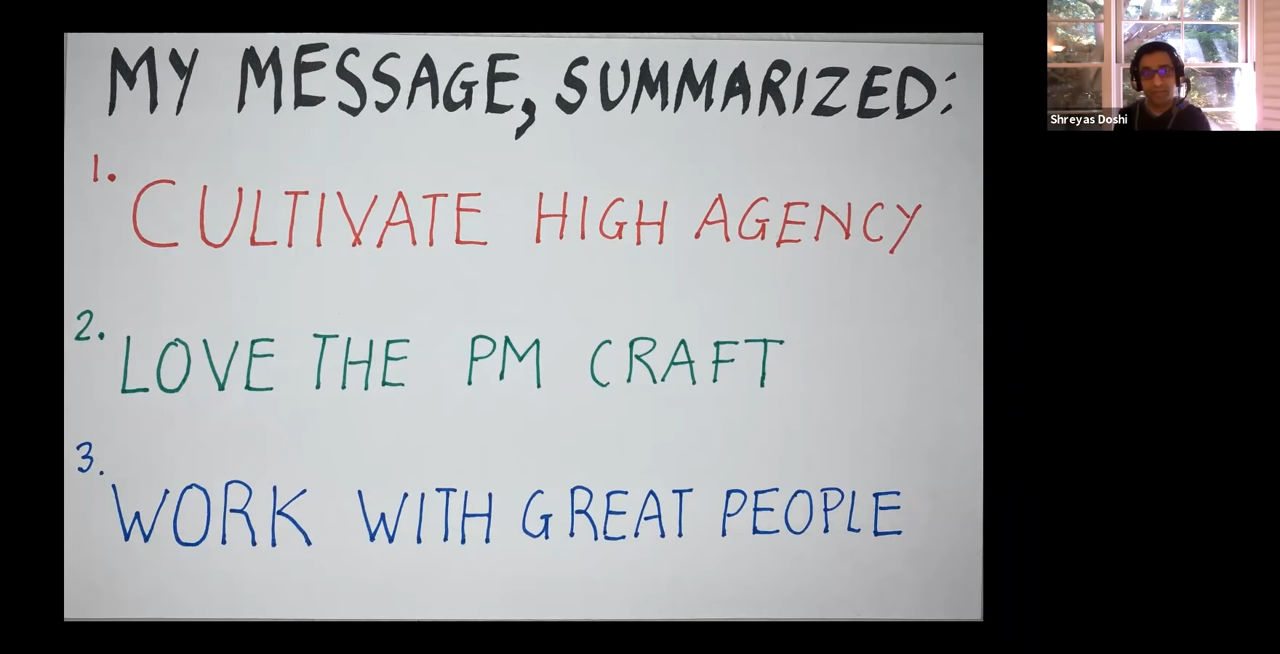 MY MESSAGE, SUMMARIZED:
1. CULTIVATE HIGH AGENCY
2. LOVE THE PM CRAFT
3. WORK WITH GREAT PEOPLE
Shreyas Doshi